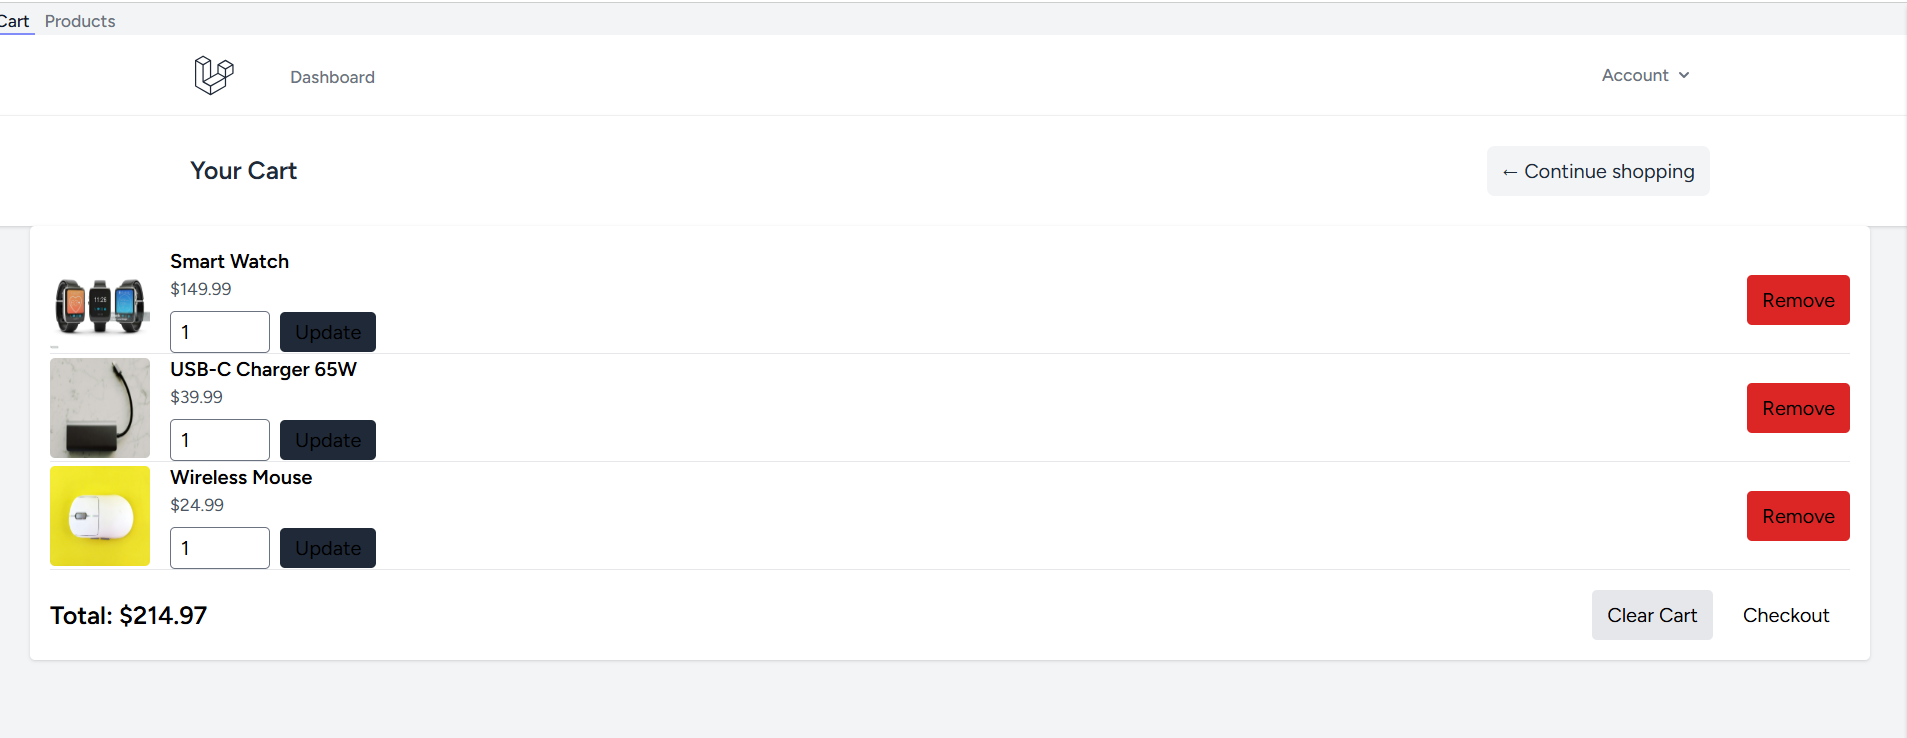 Cart Products
Dashboard
Account
Your Cart
← Continue shopping
Smart Watch
$149.99
1 Update
Remove
USB-C Charger 65W
$39.99
1 Update
Remove
Wireless Mouse
$24.99
1 Update
Remove
Total: $214.97
Clear Cart Checkout